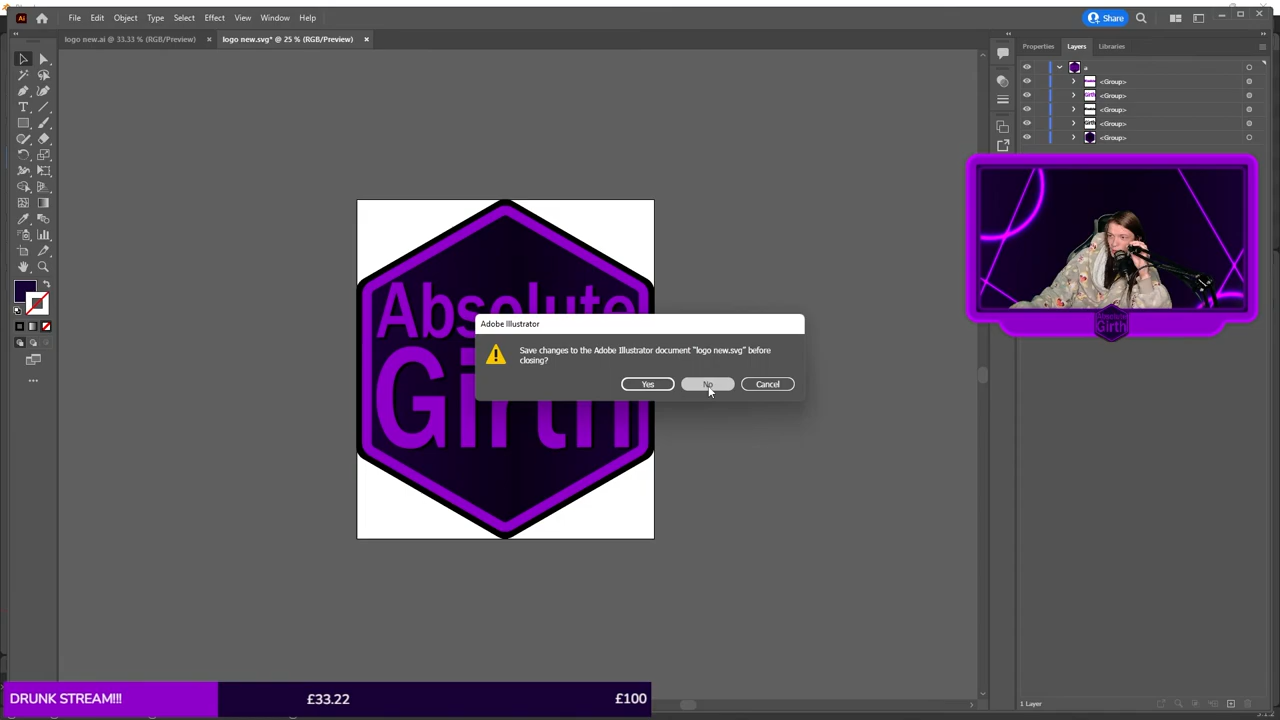 File Edit Object Type Select Effect View Window Help
Share
logo new.ai @ 33.33 % (RGB/Preview) ×
logo new.svg* @ 25 % (RGB/Preview) ×
Properties Layers Libraries
<Group>
<Group>
<Group>
<Group>
<Group>
Absolute
Girth
Adobe Illustrator
Save changes to the Adobe Illustrator document “logo new.svg” before
closing?
Yes No Cancel
Absolute
Girth
DRUNK STREAM!!! £33.22 £100
1 Layer